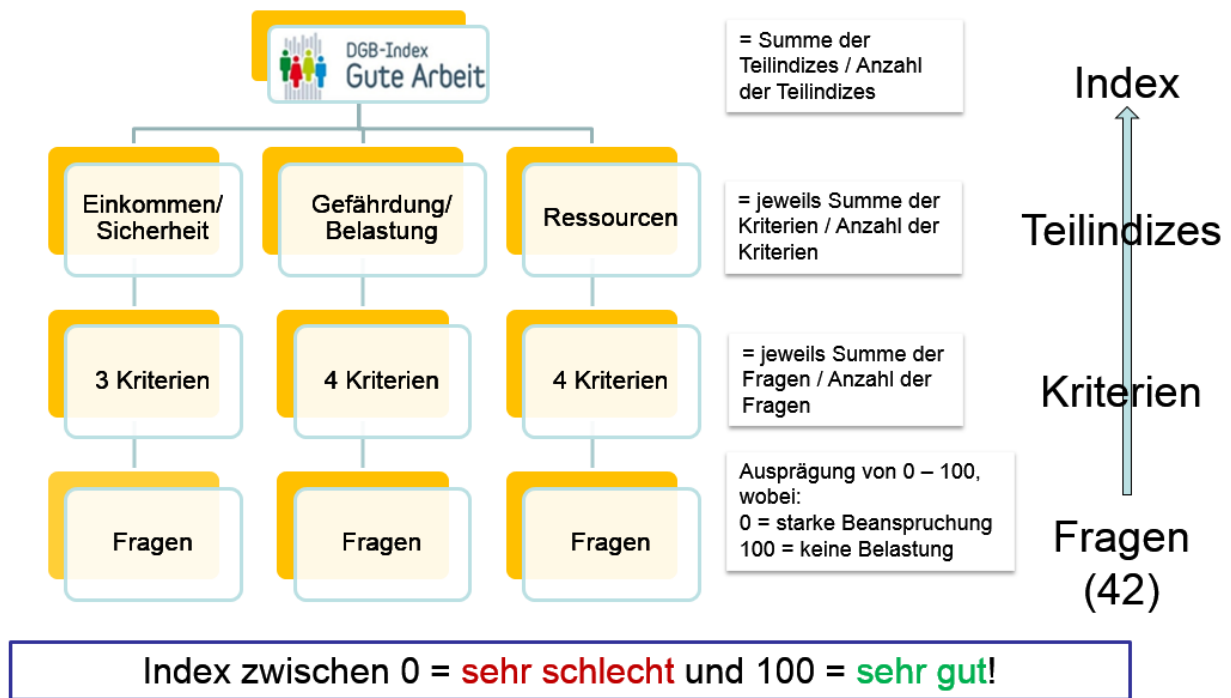 DGB-Index
Gute Arbeit
= Summe der
Teilindizes / Anzahl
der Teilindizes
Index
Einkommen/
Sicherheit
Gefährdung/
Belastung
Ressourcen
= jeweils Summe der
Kriterien / Anzahl der
Kriterien
Teilindizes
3 Kriterien
4 Kriterien
4 Kriterien
= jeweils Summe der
Fragen / Anzahl der
Fragen
Kriterien
Fragen
Fragen
Fragen
Ausprägung von 0 – 100,
wobei:
0 = starke Beanspruchung
100 = keine Belastung
Fragen
(42)
Index zwischen 0 = sehr schlecht und 100 = sehr gut!